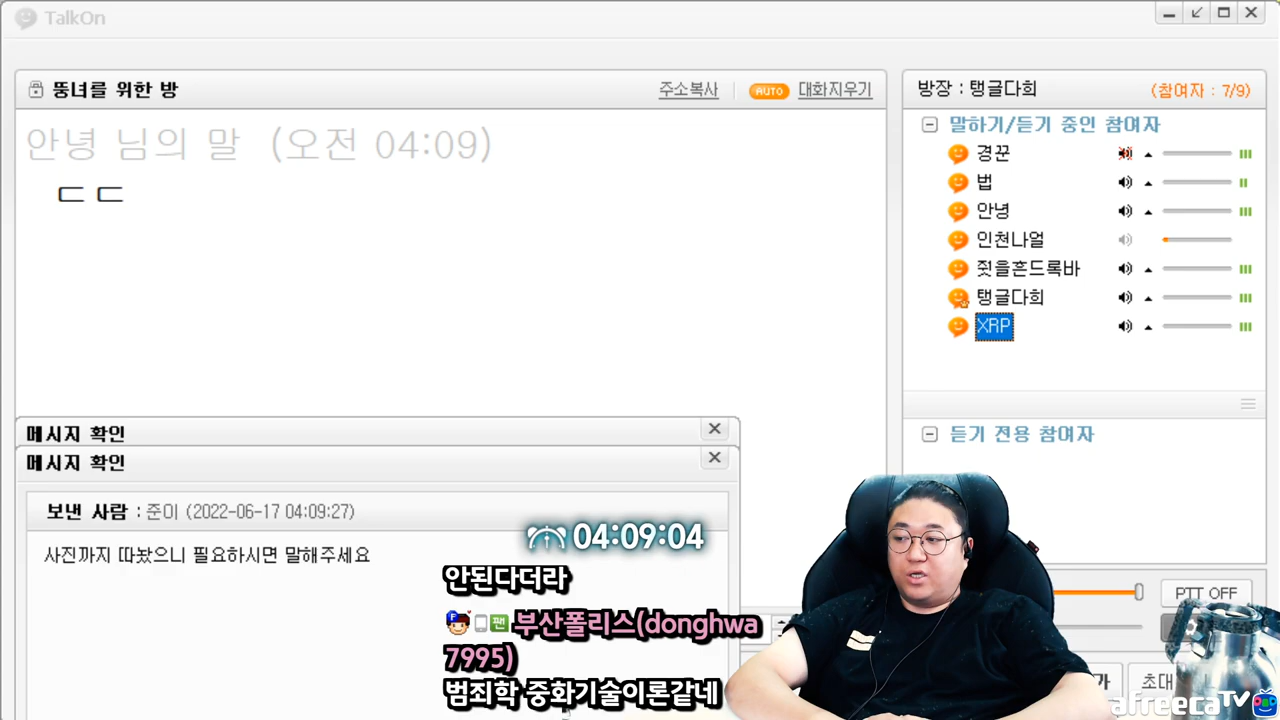 TalkOn
뚱녀를 위한 방
주소복사
AUTO
대화지우기
안녕 님의 말 (오전 04:09)
ㄷㄷ
방장 : 탱글다희
(참여자 : 7/9)
말하기/듣기 중인 참여자
경꾼
법
안녕
인천나얼
줮을흔드록바
탱글다희
XRP
듣기 전용 참여자
메시지 확인
메시지 확인
보낸 사람 : 준이 (2022-06-17 04:09:27)
사진까지 따놨으니 필요하시면 말해주세요
04:09:04
안된다더라
팬 부산폴리스(donghwa
7995)
범죄학 중화기술이론같네
PTT OFF
가
초대
afreecaTV